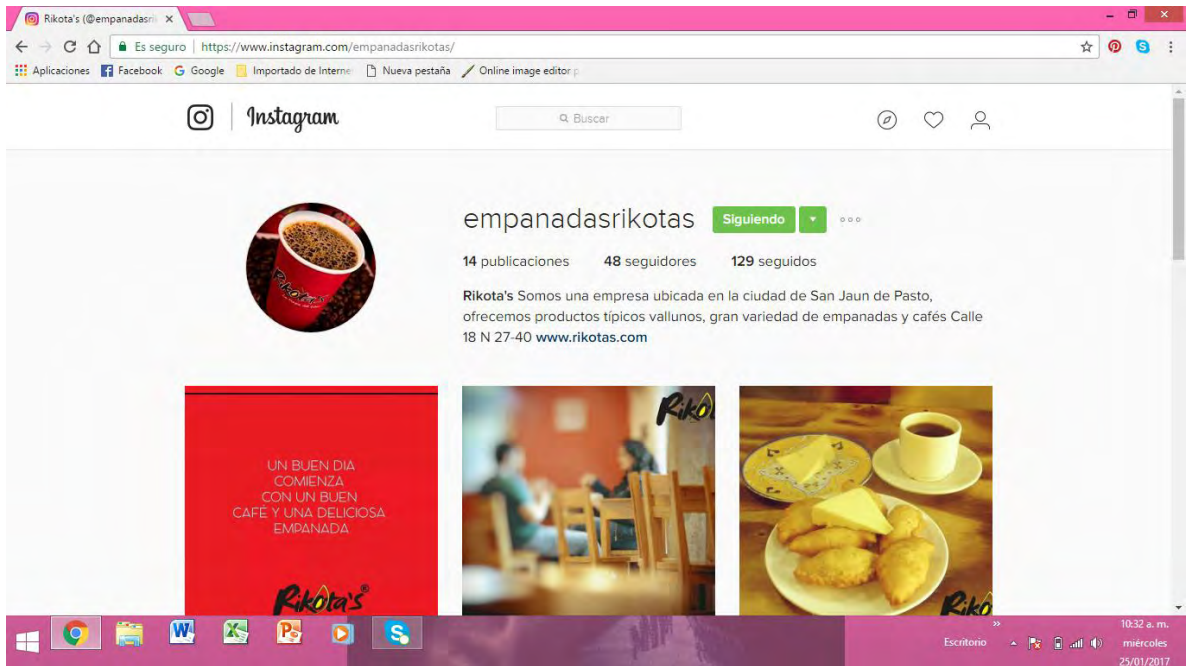 Rikota's (@empanadasri
Es seguro | https://www.instagram.com/empanadasrikotas/
Aplicaciones Facebook Google Importado de Interne Nueva pestaña Online image editor p
Instagram
Buscar
empanadasrikotas Siguiendo
14 publicaciones 48 seguidores 129 seguidos
Rikota's Somos una empresa ubicada en la ciudad de San Jaun de Pasto,
ofrecemos productos típicos vallunos, gran variedad de empanadas y cafés Calle
18 N 27-40 www.rikotas.com
Rikota's
UN BUEN DIA
COMIENZA
CON UN BUEN
CAFÉ Y UNA DELICIOSA
EMPANADA
Rikota's®
Riko
Riko
10:32 a. m.
Escritorio miércoles
25/01/2017